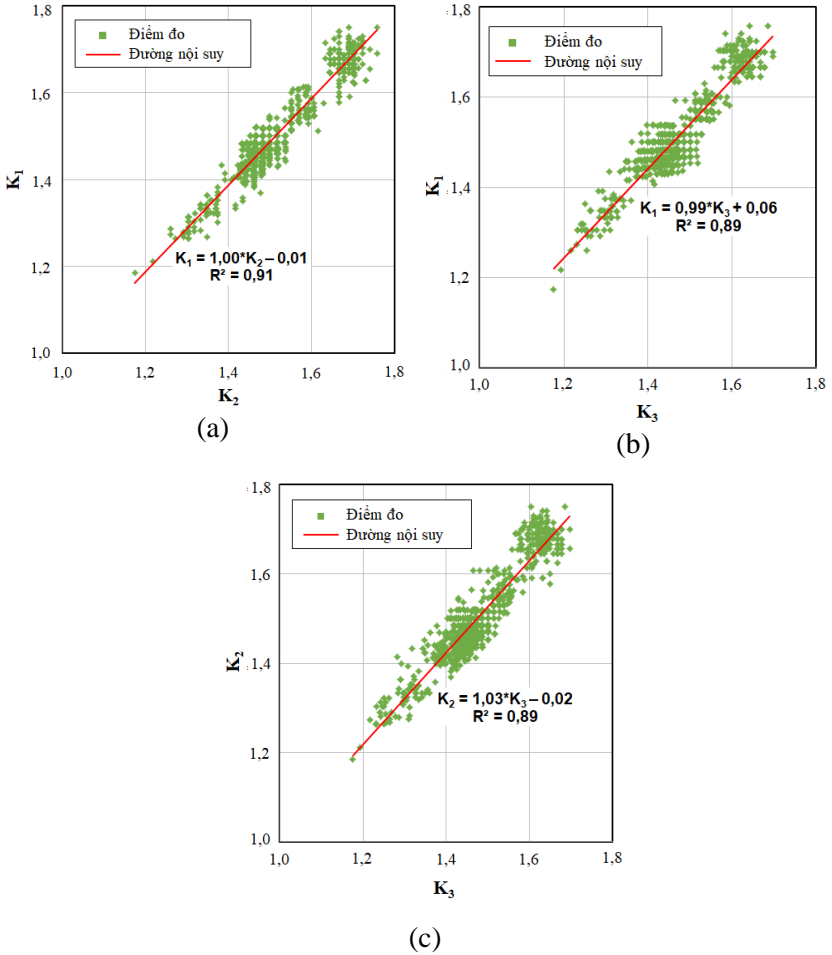 1,8
1,6
1,4
1,2
1,0
K₁
Điểm đo
Đường nội suy
K₁ = 1,00*K₂ – 0,01
R² = 0,91
1,0 1,2 1,4 1,6 1,8
K₂
(a)
1,8
1,6
1,4
1,2
1,0
K₁
Điểm đo
Đường nội suy
K₁ = 0,99*K₃ + 0,06
R² = 0,89
1,0 1,2 1,4 1,6 1,8
K₃
(b)
1,8
1,6
1,4
1,2
1,0
K₂
Điểm đo
Đường nội suy
K₂ = 1,03*K₃ – 0,02
R² = 0,89
1,0 1,2 1,4 1,6 1,8
K₃
(c)